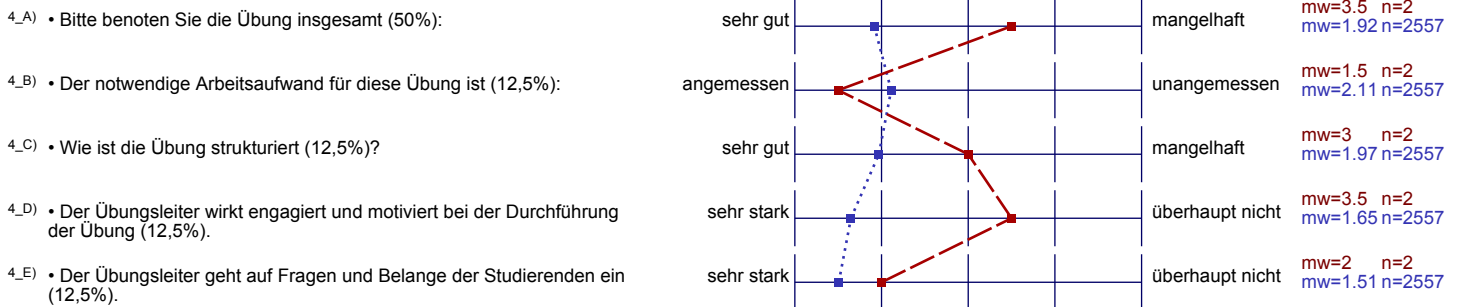 4_A) • Bitte benoten Sie die Übung insgesamt (50%): sehr gut mangelhaft mw=3.5 n=2
mw=1.92 n=2557
4_B) • Der notwendige Arbeitsaufwand für diese Übung ist (12,5%): angemessen unangemessen mw=1.5 n=2
mw=2.11 n=2557
4_C) • Wie ist die Übung strukturiert (12,5%)? sehr gut mangelhaft mw=3 n=2
mw=1.97 n=2557
4_D) • Der Übungsleiter wirkt engagiert und motiviert bei der Durchführung sehr stark überhaupt nicht mw=3.5 n=2
der Übung (12,5%). mw=1.65 n=2557
4_E) • Der Übungsleiter geht auf Fragen und Belange der Studierenden ein sehr stark überhaupt nicht mw=2 n=2
(12,5%). mw=1.51 n=2557